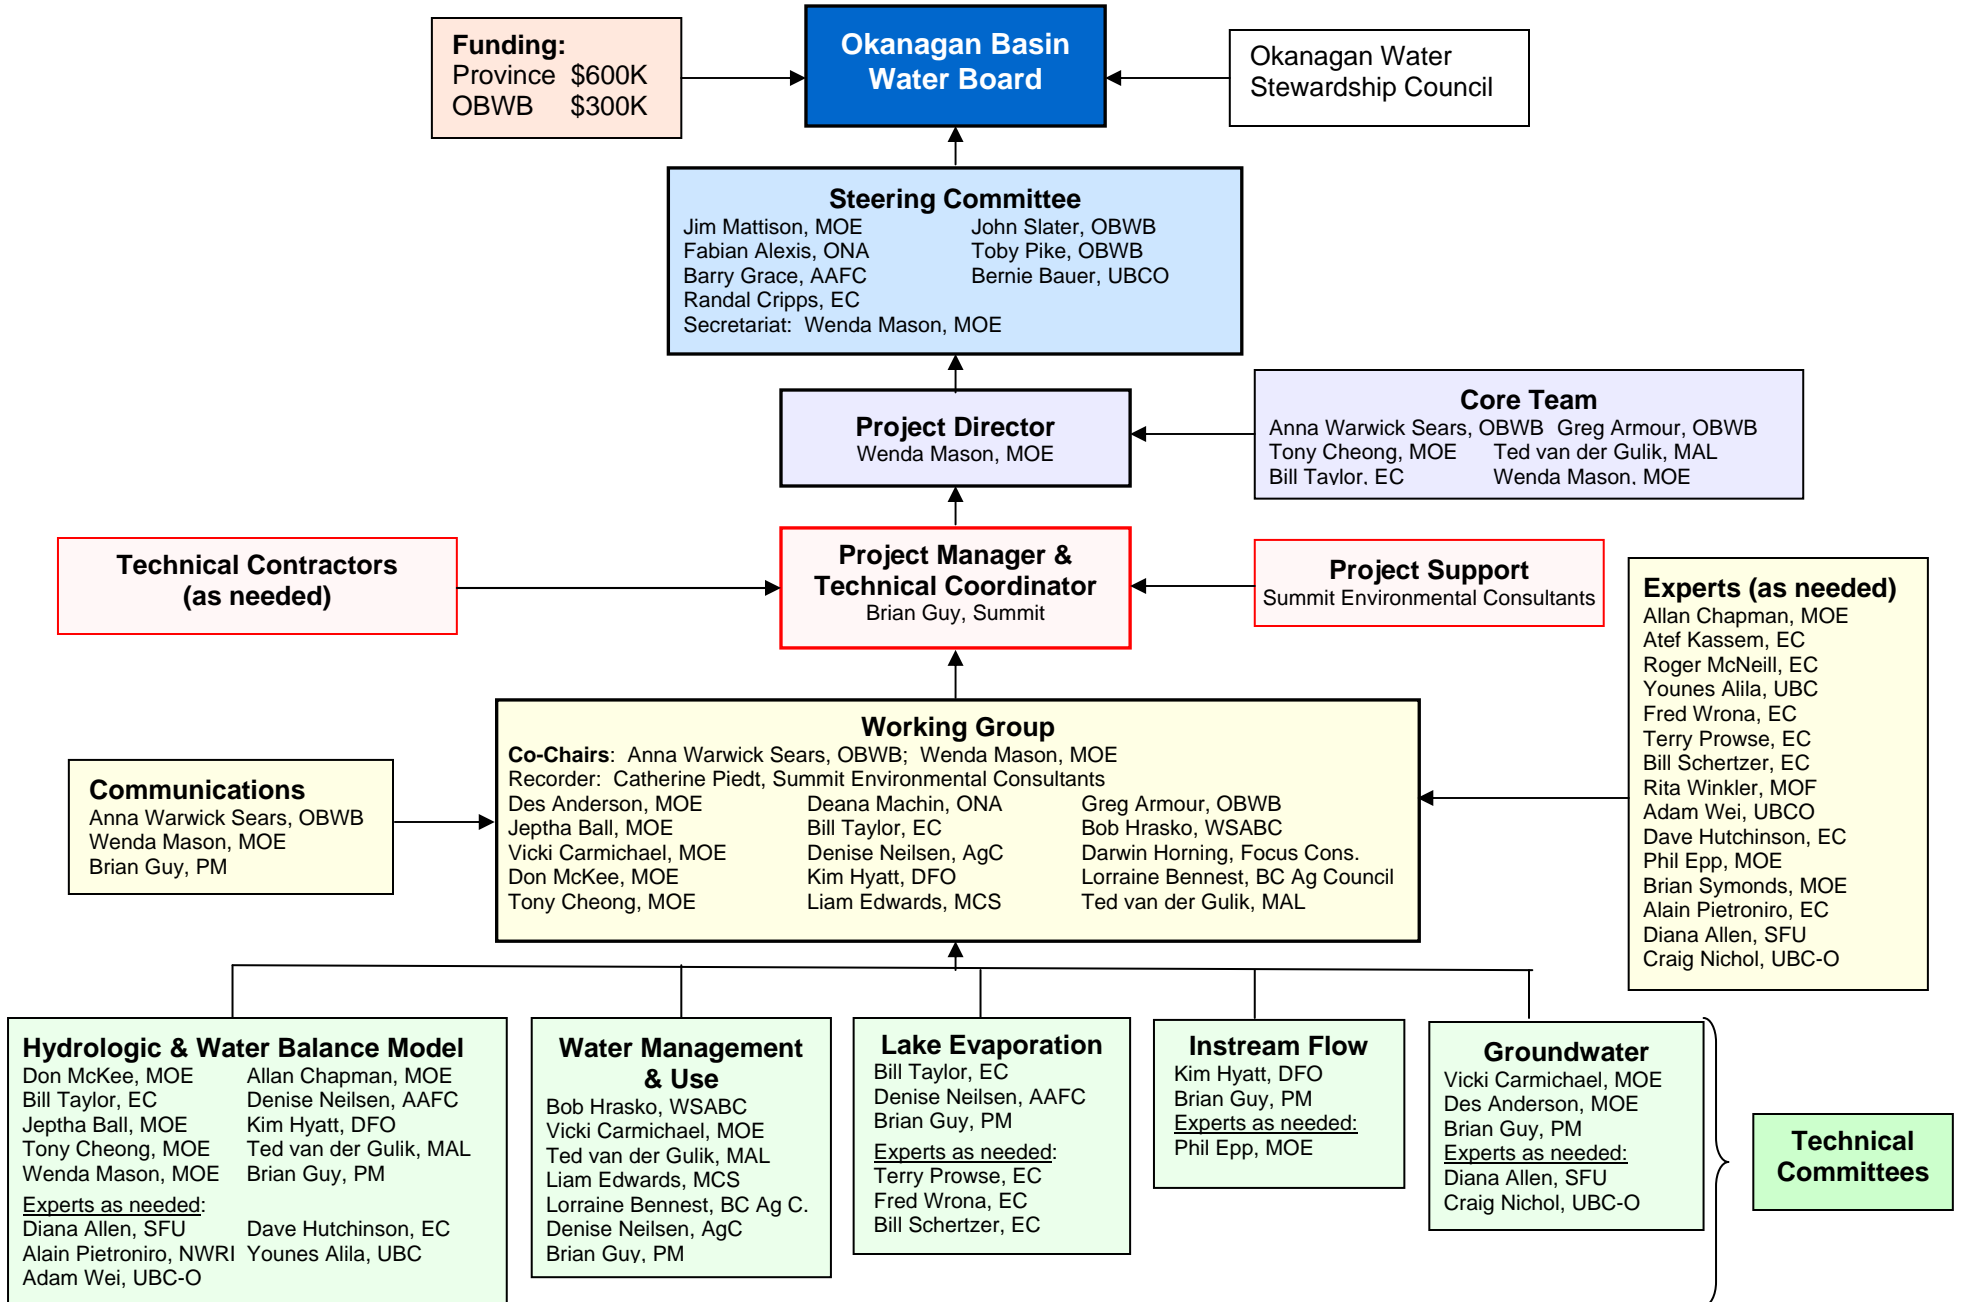 Funding:
Province $600K
OBWB $300K
Okanagan Basin
Water Board
Okanagan Water
Stewardship Council
Steering Committee
Jim Mattison, MOE John Slater, OBWB
Fabian Alexis, ONA Toby Pike, OBWB
Barry Grace, AAFC Bernie Bauer, UBCO
Randal Cripps, EC
Secretariat: Wenda Mason, MOE
Project Director
Wenda Mason, MOE
Core Team
Anna Warwick Sears, OBWB Greg Armour, OBWB
Tony Cheong, MOE Ted van der Gulik, MAL
Bill Taylor, EC Wenda Mason, MOE
Technical Contractors
(as needed)
Project Manager &
Technical Coordinator
Brian Guy, Summit
Project Support
Summit Environmental Consultants
Experts (as needed)
Allan Chapman, MOE
Atef Kassem, EC
Roger McNeill, EC
Younes Alila, UBC
Fred Wrona, EC
Terry Prowse, EC
Bill Schertzer, EC
Rita Winkler, MOF
Adam Wei, UBCO
Dave Hutchinson, EC
Phil Epp, MOE
Brian Symonds, MOE
Alain Pietroniro, EC
Diana Allen, SFU
Craig Nichol, UBC-O
Communications
Anna Warwick Sears, OBWB
Wenda Mason, MOE
Brian Guy, PM
Working Group
Co-Chairs: Anna Warwick Sears, OBWB; Wenda Mason, MOE
Recorder: Catherine Piedt, Summit Environmental Consultants
Des Anderson, MOE Deana Machin, ONA Greg Armour, OBWB
Jeptha Ball, MOE Bill Taylor, EC Bob Hrasko, WSABC
Vicki Carmichael, MOE Denise Neilsen, AgC Darwin Horning, Focus Cons.
Don McKee, MOE Kim Hyatt, DFO Lorraine Bennest, BC Ag Council
Tony Cheong, MOE Liam Edwards, MCS Ted van der Gulik, MAL
Hydrologic & Water Balance Model
Don McKee, MOE Allan Chapman, MOE
Bill Taylor, EC Denise Neilsen, AAFC
Jeptha Ball, MOE Kim Hyatt, DFO
Tony Cheong, MOE Ted van der Gulik, MAL
Wenda Mason, MOE Brian Guy, PM
Experts as needed:
Diana Allen, SFU Dave Hutchinson, EC
Alain Pietroniro, NWRI Younes Alila, UBC
Adam Wei, UBC-O
Water Management
& Use
Bob Hrasko, WSABC
Vicki Carmichael, MOE
Ted van der Gulik, MAL
Liam Edwards, MCS
Lorraine Bennest, BC Ag C.
Denise Neilsen, AgC
Brian Guy, PM
Lake Evaporation
Bill Taylor, EC
Denise Neilsen, AAFC
Brian Guy, PM
Experts as needed:
Terry Prowse, EC
Fred Wrona, EC
Bill Schertzer, EC
Instream Flow
Kim Hyatt, DFO
Brian Guy, PM
Experts as needed:
Phil Epp, MOE
Groundwater
Vicki Carmichael, MOE
Des Anderson, MOE
Brian Guy, PM
Experts as needed:
Diana Allen, SFU
Craig Nichol, UBC-O
Technical
Committees